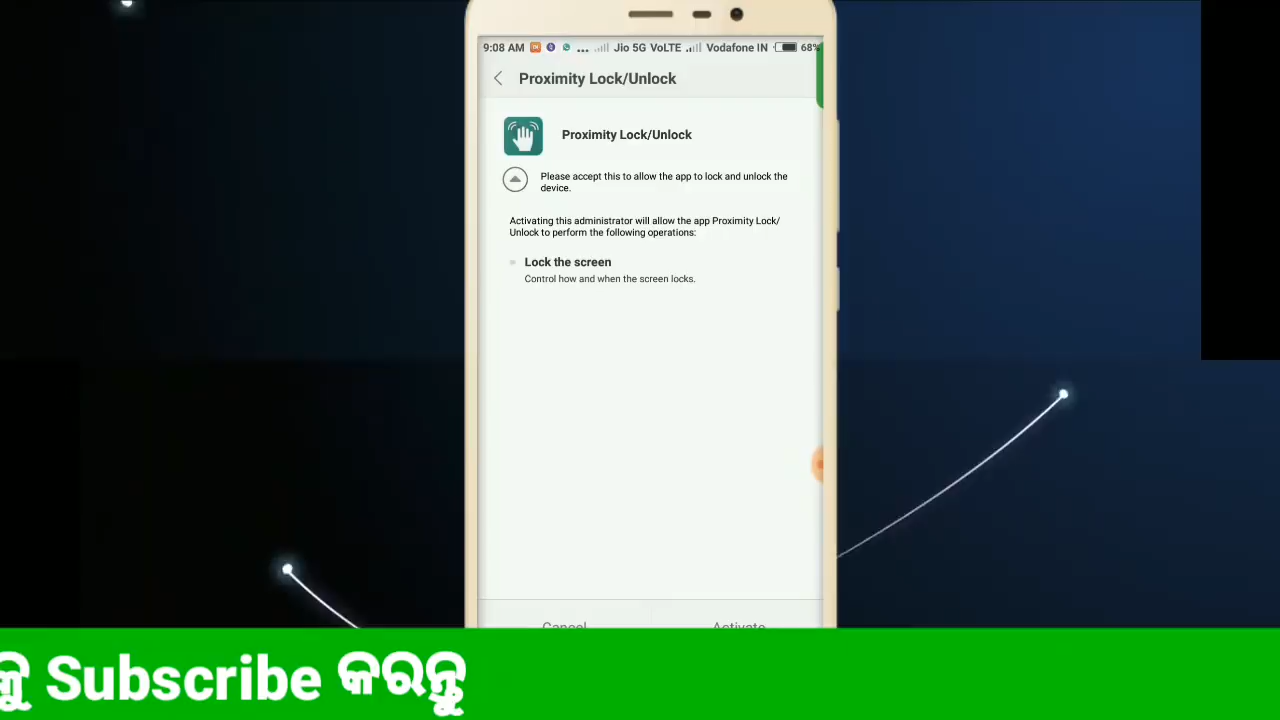 9:08 AM ... Jio 5G VoLTE Vodafone IN 68%
Proximity Lock/Unlock
Proximity Lock/Unlock
Please accept this to allow the app to lock and unlock the
device.
Activating this administrator will allow the app Proximity Lock/
Unlock to perform the following operations:
Lock the screen
Control how and when the screen locks.
Cancel Activate
କୁ Subscribe କରନ୍ତୁ